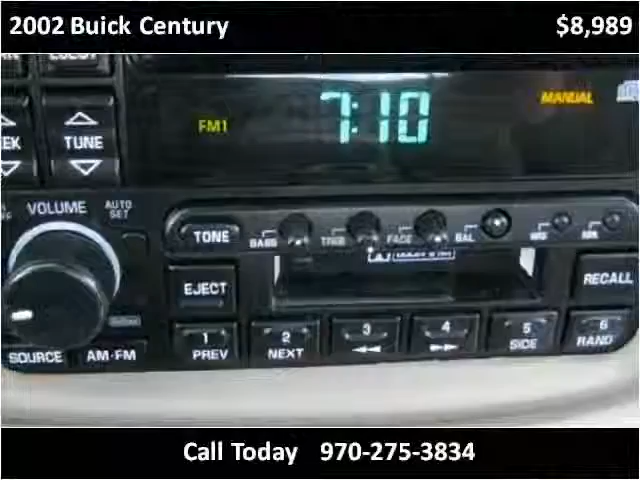 2002 Buick Century $8,989
7:10
FM1
MANUAL
TUNE
VOLUME
AUTO SET
TONE
BASS TREB FADE BAL
EJECT
RECALL
1 2 3 4 5 6
PREV NEXT SIDE RAND
SOURCE AM-FM
Call Today 970-275-3834